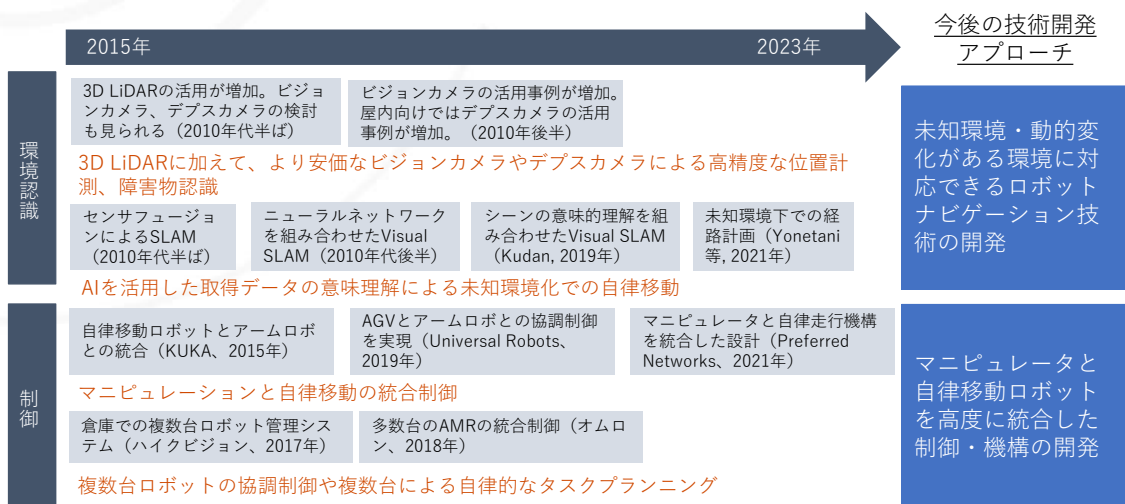 2015年
2023年
今後の技術開発
アプローチ
環境認識
3D LiDARの活用が増加。ビジョ
ンカメラ、デプスカメラの検討
も見られる（2010年代半ば）
ビジョンカメラの活用事例が増加。
屋内向けではデプスカメラの活用
事例が増加。（2010年後半）
3D LiDARに加えて、より安価なビジョンカメラやデプスカメラによる高精度な位置計
測、障害物認識
センサフュージョ
ンによるSLAM
（2010年代半ば）
ニューラルネットワーク
を組み合わせたVisual
SLAM（2010年代後半）
シーンの意味的理解を組
み合わせたVisual SLAM
（Kudan, 2019年）
未知環境下での経
路計画（Yonetani
等, 2021年）
AIを活用した取得データの意味理解による未知環境化での自律移動
未知環境・動的変
化がある環境に対
応できるロボット
ナビゲーション技
術の開発
制御
自律移動ロボットとアームロボ
との統合（KUKA、2015年）
AGVとアームロボとの協調制御
を実現（Universal Robots、
2019年）
マニピュレータと自律走行機構
を統合した設計（Preferred
Networks、2021年）
マニピュレーションと自律移動の統合制御
倉庫での複数台ロボット管理シス
テム（ハイクビジョン、2017年）
多数台のAMRの統合制御（オムロ
ン、2018年）
複数台ロボットの協調制御や複数台による自律的なタスクプランニング
マニピュレータと
自律移動ロボット
を高度に統合した
制御・機構の開発